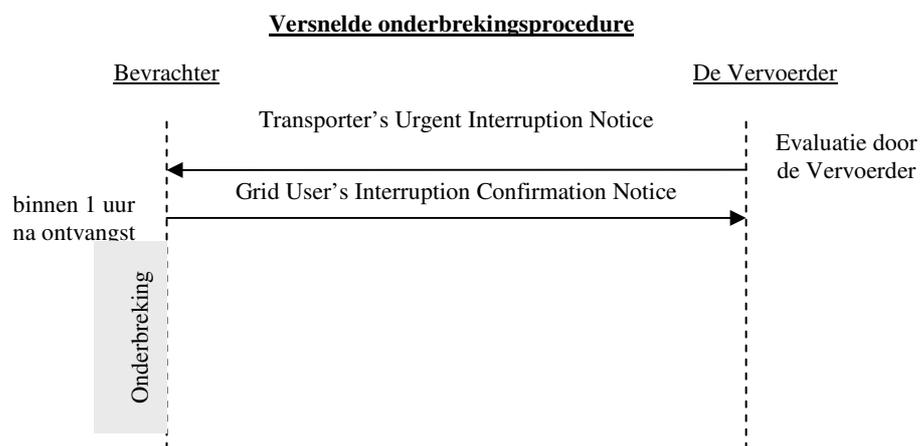 Versnelde onderbrekingsprocedure
Bevrachter
De Vervoerder
Transporter's Urgent Interruption Notice
Evaluatie door
de Vervoerder
Grid User's Interruption Confirmation Notice
binnen 1 uur
na ontvangst
Onderbreking